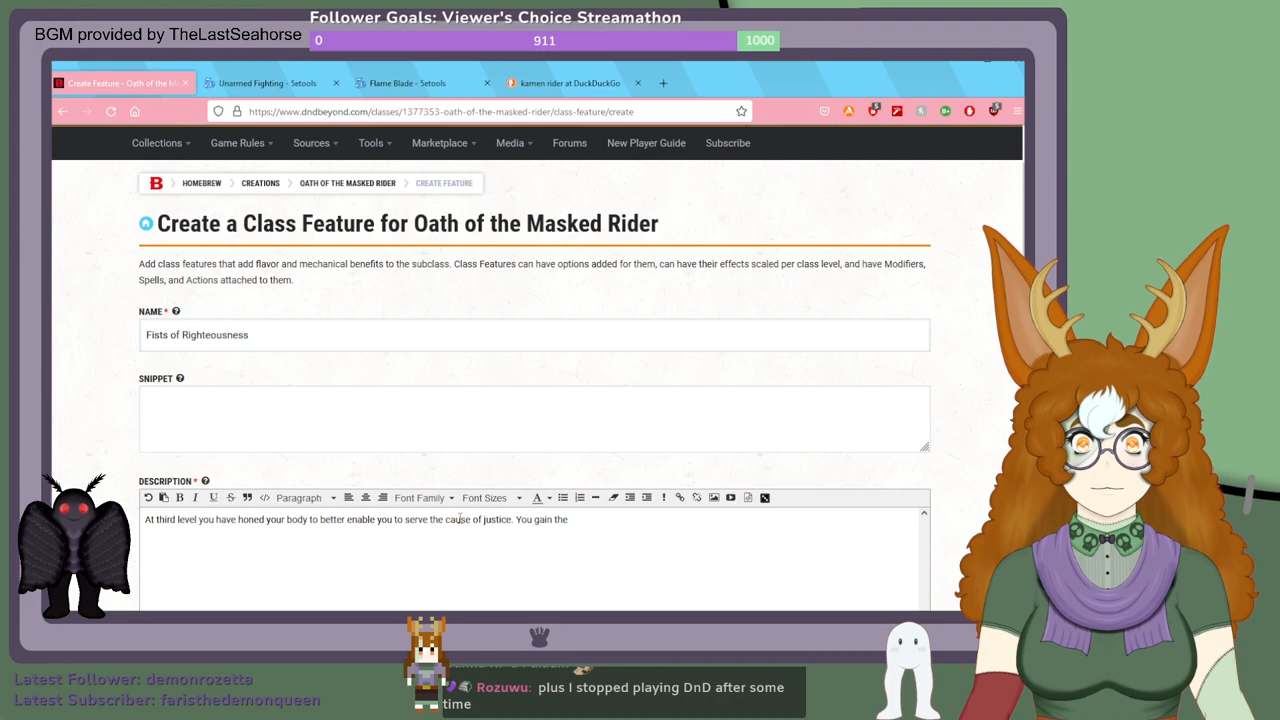 Follower Goals: Viewer's Choice Streamathon
BGM provided by TheLastSeahorse
0 911 1000
Create Feature - Oath of the M
Unarmed Fighting - 5etools
Flame Blade - 5etools
kamen rider at DuckDuckGo
https://www.dndbeyond.com/classes/1377353-oath-of-the-masked-rider/class-feature/create
Collections Game Rules Sources Tools Marketplace Media Forums New Player Guide Subscribe
B HOMEBREW CREATIONS OATH OF THE MASKED RIDER CREATE FEATURE
Create a Class Feature for Oath of the Masked Rider
Add class features that add flavor and mechanical benefits to the subclass. Class Features can have options added for them, can have their effects scaled per class level, and have Modifiers,
Spells, and Actions attached to them.
NAME *
Fists of Righteousness
SNIPPET
DESCRIPTION *
Paragraph Font Family Font Sizes
At third level you have honed your body to better enable you to serve the cause of justice. You gain the
Latest Follower: demonrozetta
Latest Subscriber: faristhedemonqueen
Rozuwu: plus I stopped playing DnD after some
time